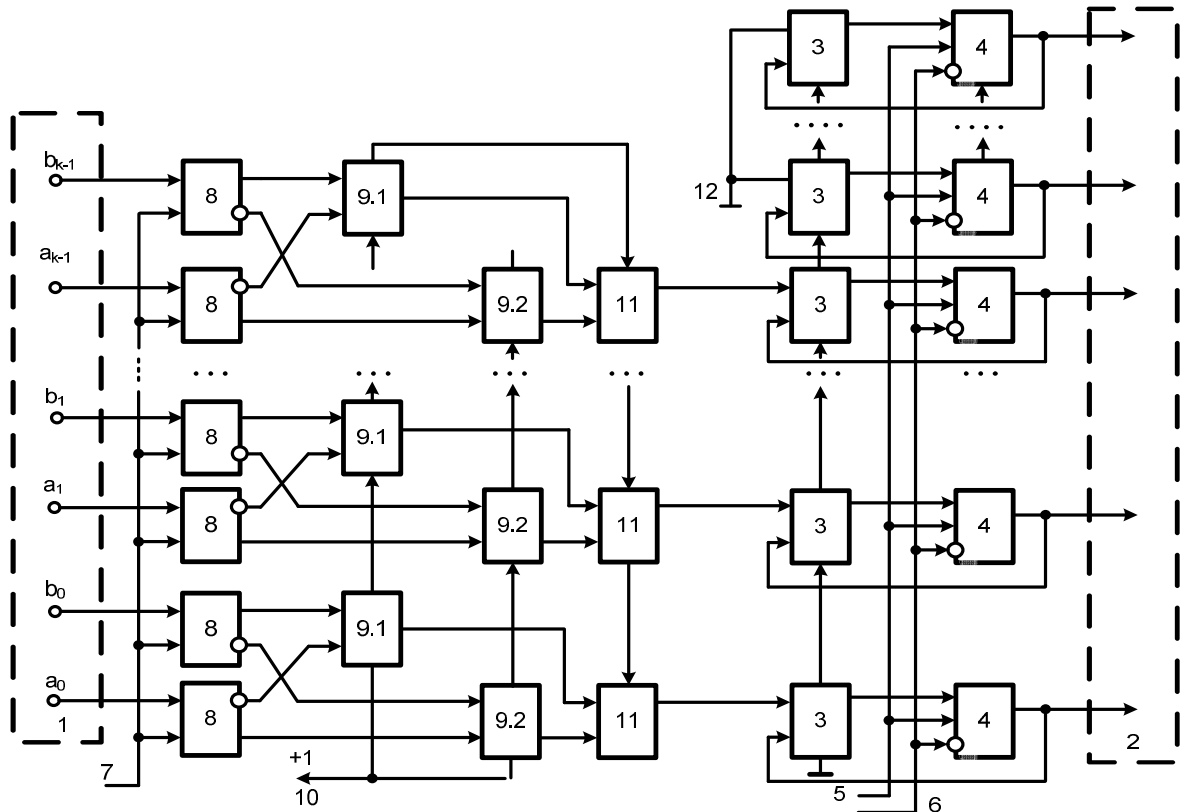 3 4
. . . . . . . . . .
b_{k-1} 8 9.1 12 3 4
a_{k-1} 8 9.2 11 3 4
. . . . . . . . . . . . . . . . . . .
b_1 8 9.1
a_1 8 9.2 11 3 4
b_0 8 9.1
a_0 8 9.2 11 3 4
1 2
7 +1 5 6
10